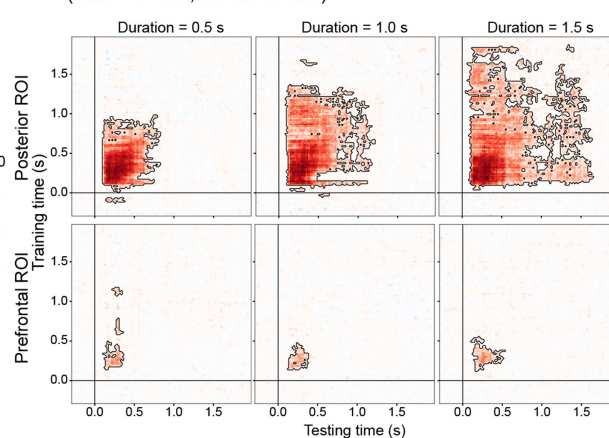 Duration = 0.5 s
Duration = 1.0 s
Duration = 1.5 s
Posterior ROI
Prefrontal ROI
Training time (s)
1.5
1.0
0.5
0.0
1.5
1.0
0.5
0.0
0.0 0.5 1.0 1.5
0.0 0.5 1.0 1.5
0.0 0.5 1.0 1.5
Testing time (s)